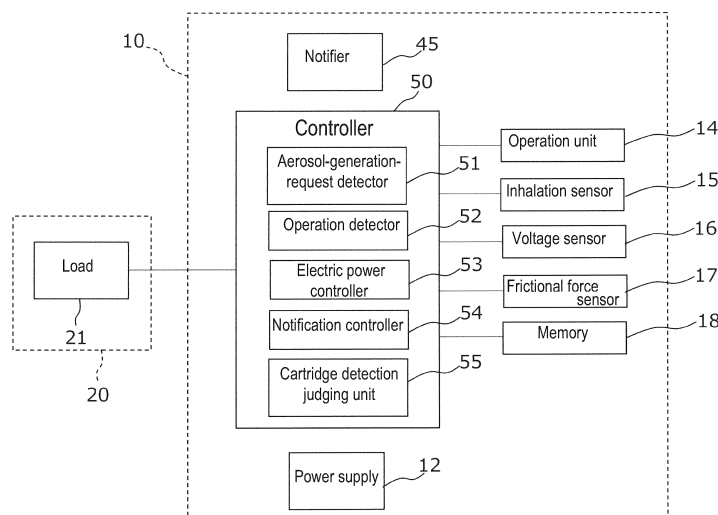 10
Notifier
45
50
Controller
Aerosol-generation-
request detector
51
Operation detector
52
Electric power
controller
53
Notification controller
54
Cartridge detection
judging unit
55
Operation unit
14
Inhalation sensor
15
Voltage sensor
16
Frictional force
sensor
17
Memory
18
Load
21
20
Power supply
12